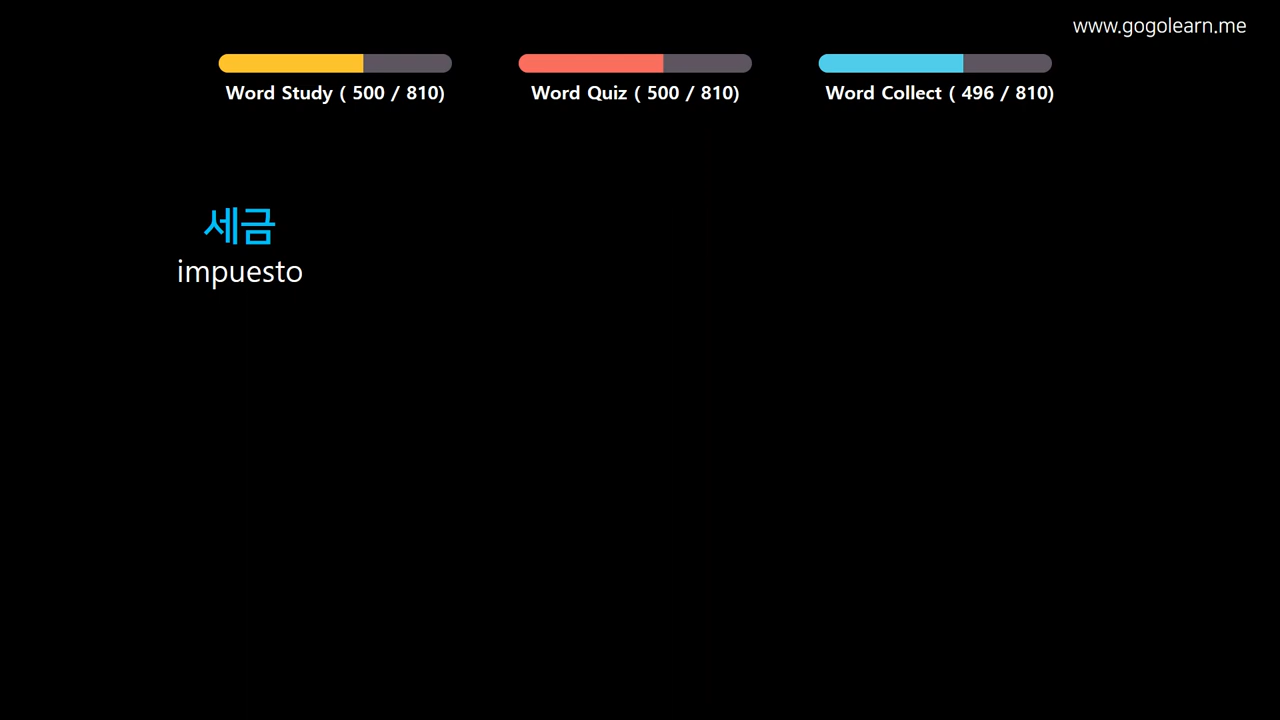 www.gogolearn.me
Word Study ( 500 / 810)
Word Quiz ( 500 / 810)
Word Collect ( 496 / 810)
세금
impuesto